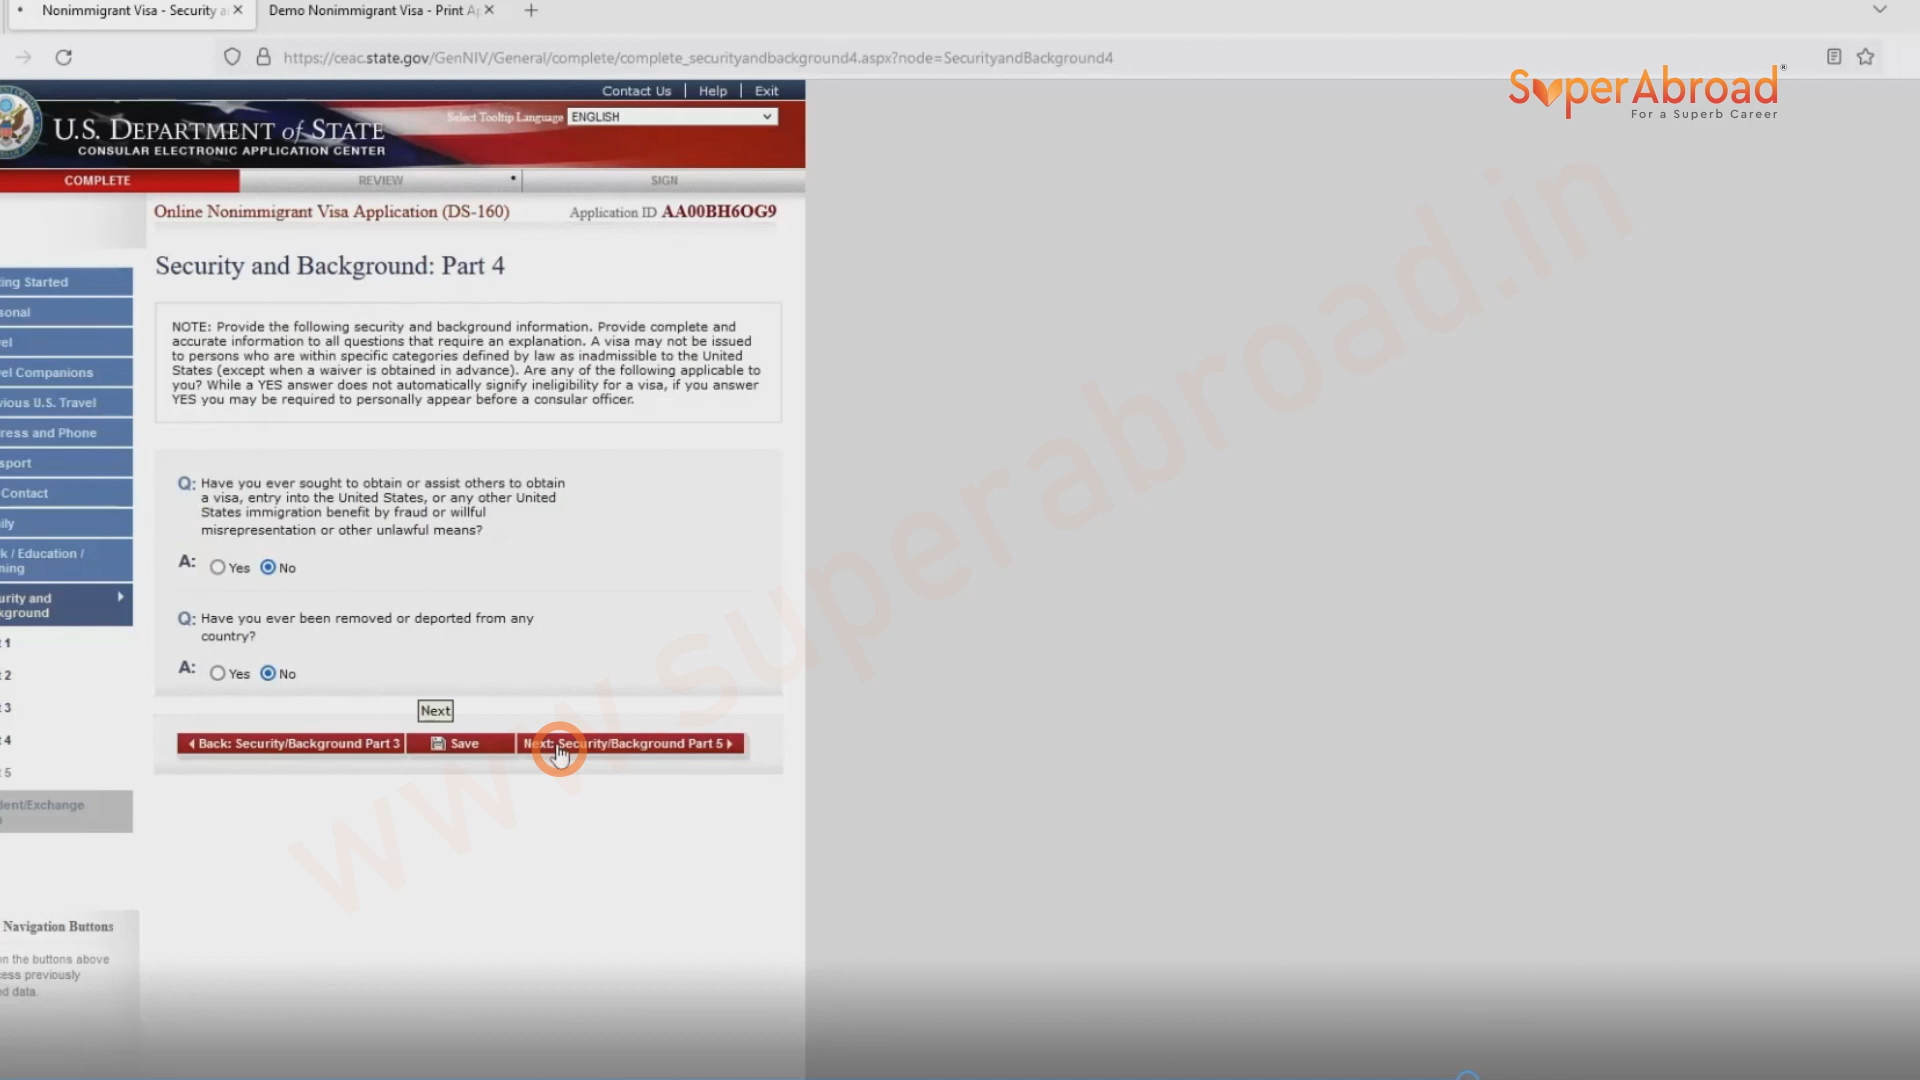 Nonimmigrant Visa - Security a
Demo Nonimmigrant Visa - Print A
https://ceac.state.gov/GenNIV/General/complete/complete_securityandbackground4.aspx?node=SecurityandBackground4
SuperAbroad®
For a Superb Career
Contact Us | Help | Exit
Select Tooltip Language ENGLISH
U.S. DEPARTMENT of STATE
CONSULAR ELECTRONIC APPLICATION CENTER
COMPLETE REVIEW SIGN
Online Nonimmigrant Visa Application (DS-160) Application ID AA00BH6OG9
Security and Background: Part 4
NOTE: Provide the following security and background information. Provide complete and
accurate information to all questions that require an explanation. A visa may not be issued
to persons who are within specific categories defined by law as inadmissible to the United
States (except when a waiver is obtained in advance). Are any of the following applicable to
you? While a YES answer does not automatically signify ineligibility for a visa, if you answer
YES you may be required to personally appear before a consular officer.
Q: Have you ever sought to obtain or assist others to obtain
a visa, entry into the United States, or any other United
States immigration benefit by fraud or willful
misrepresentation or other unlawful means?
A: Yes No
Q: Have you ever been removed or deported from any
country?
A: Yes No
Next
Back: Security/Background Part 3
Save
Next: Security/Background Part 5
ing Started
sonal
el
el Companions
vious U.S. Travel
ress and Phone
sport
Contact
ily
k / Education /
ning
urity and
kground
t 1
t 2
t 3
t 4
t 5
dent/Exchange
Navigation Buttons
on the buttons above
cess previously
ed data.
www.superabroad.in